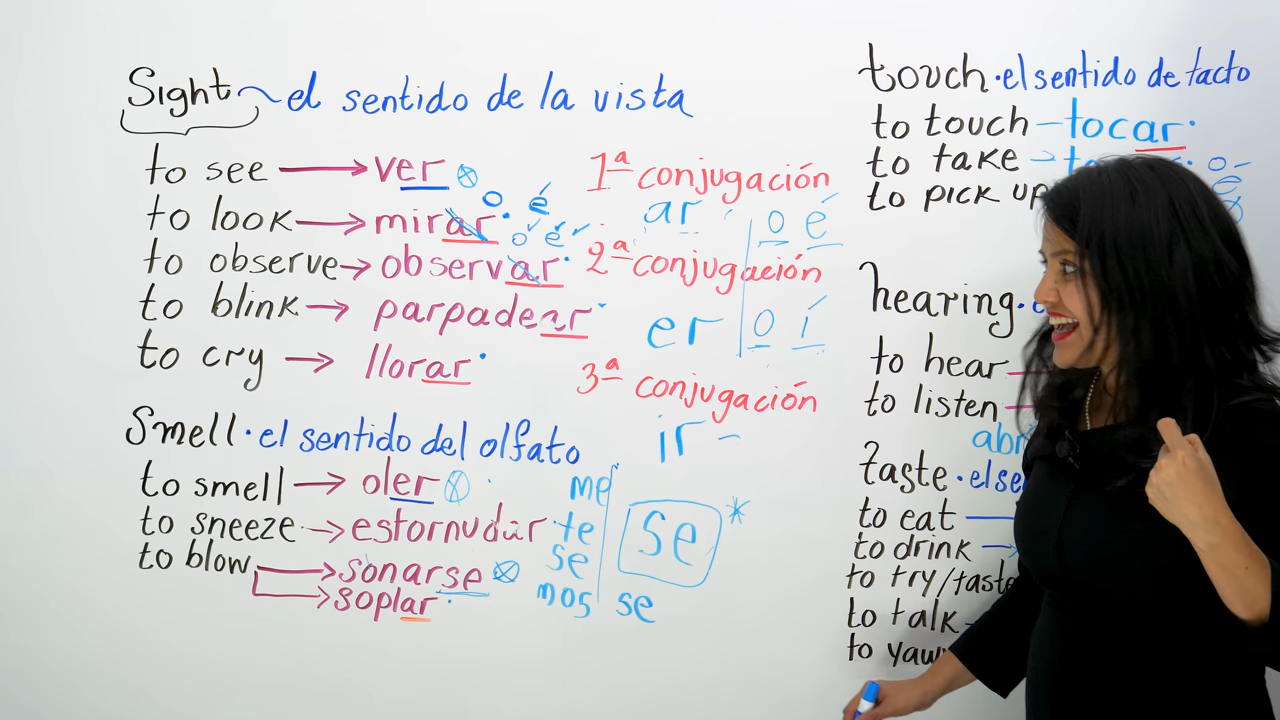 Sight el sentido de la vista
to see ver
to look mirar o é
to observe observar o é
to blink parpadear
to cry llorar
1ª conjugación
ar o é
2ª conjugación
er o í
3ª conjugación
ir
Smell · el sentido del olfato
to smell oler
to sneeze estornudar
to blow sonarse
soplar
me
te
se
nos se
se *
touch · el sentido de tacto
to touch tocar
to take
to pick up
hearing
to hear
to listen
taste · el
to eat
to drink
to try/taste
to talk
to